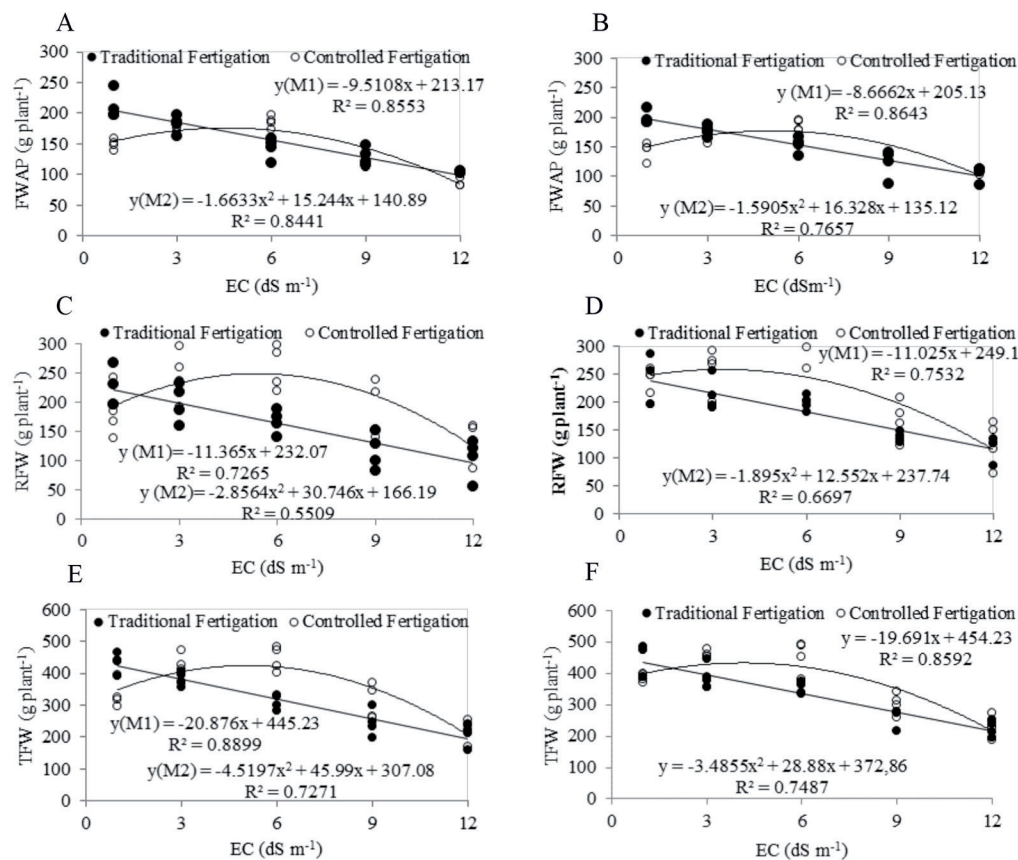 A
● Traditional Fertigation ○ Controlled Fertigation
300
250
200
150
100
50
0
FWAP (g plant⁻¹)
y(M1) = -9.5108x + 213.17
R² = 0.8553
y(M2) = -1.6633x² + 15.244x + 140.89
R² = 0.8441
0 3 6 9 12
EC (dS m⁻¹)
B
● Traditional Fertigation ○ Controlled Fertigation
300
250
200
150
100
50
0
FWAP (g plant⁻¹)
y (M1) = -8.6662x + 205.13
R² = 0.8643
y (M2) = -1.5905x² + 16.328x + 135.12
R² = 0.7657
0 3 6 9 12
EC (dSm⁻¹)
C
● Traditional Fertigation ○ Controlled Fertigation
300
250
200
150
100
50
0
RFW (g plant⁻¹)
y (M1) = -11.365x + 232.07
R² = 0.7265
y (M2) = -2.8564x² + 30.746x + 166.19
R² = 0.5509
0 3 6 9 12
EC (dS m⁻¹)
D
● Traditional Fertigation ○ Controlled Fertigation
300
250
200
150
100
50
0
RFW (g plant⁻¹)
y(M1) = -11.025x + 249.1
R² = 0.7532
y (M2) = -1.895x² + 12.552x + 237.74
R² = 0.6697
0 3 6 9 12
EC (dS m⁻¹)
E
● Traditional Fertigation ○ Controlled Fertigation
600
500
400
300
200
100
0
TFW (g plant⁻¹)
y(M1) = -20.876x + 445.23
R² = 0.8899
y(M2) = -4.5197x² + 45.99x + 307.08
R² = 0.7271
0 3 6 9 12
EC (dS m⁻¹)
F
● Traditional Fertigation ○ Controlled Fertigation
600
500
400
300
200
100
0
TFW (g plant⁻¹)
y = -19.691x + 454.23
R² = 0.8592
y = -3.4855x² + 28.88x + 372,86
R² = 0.7487
0 3 6 9 12
EC (dS m⁻¹)